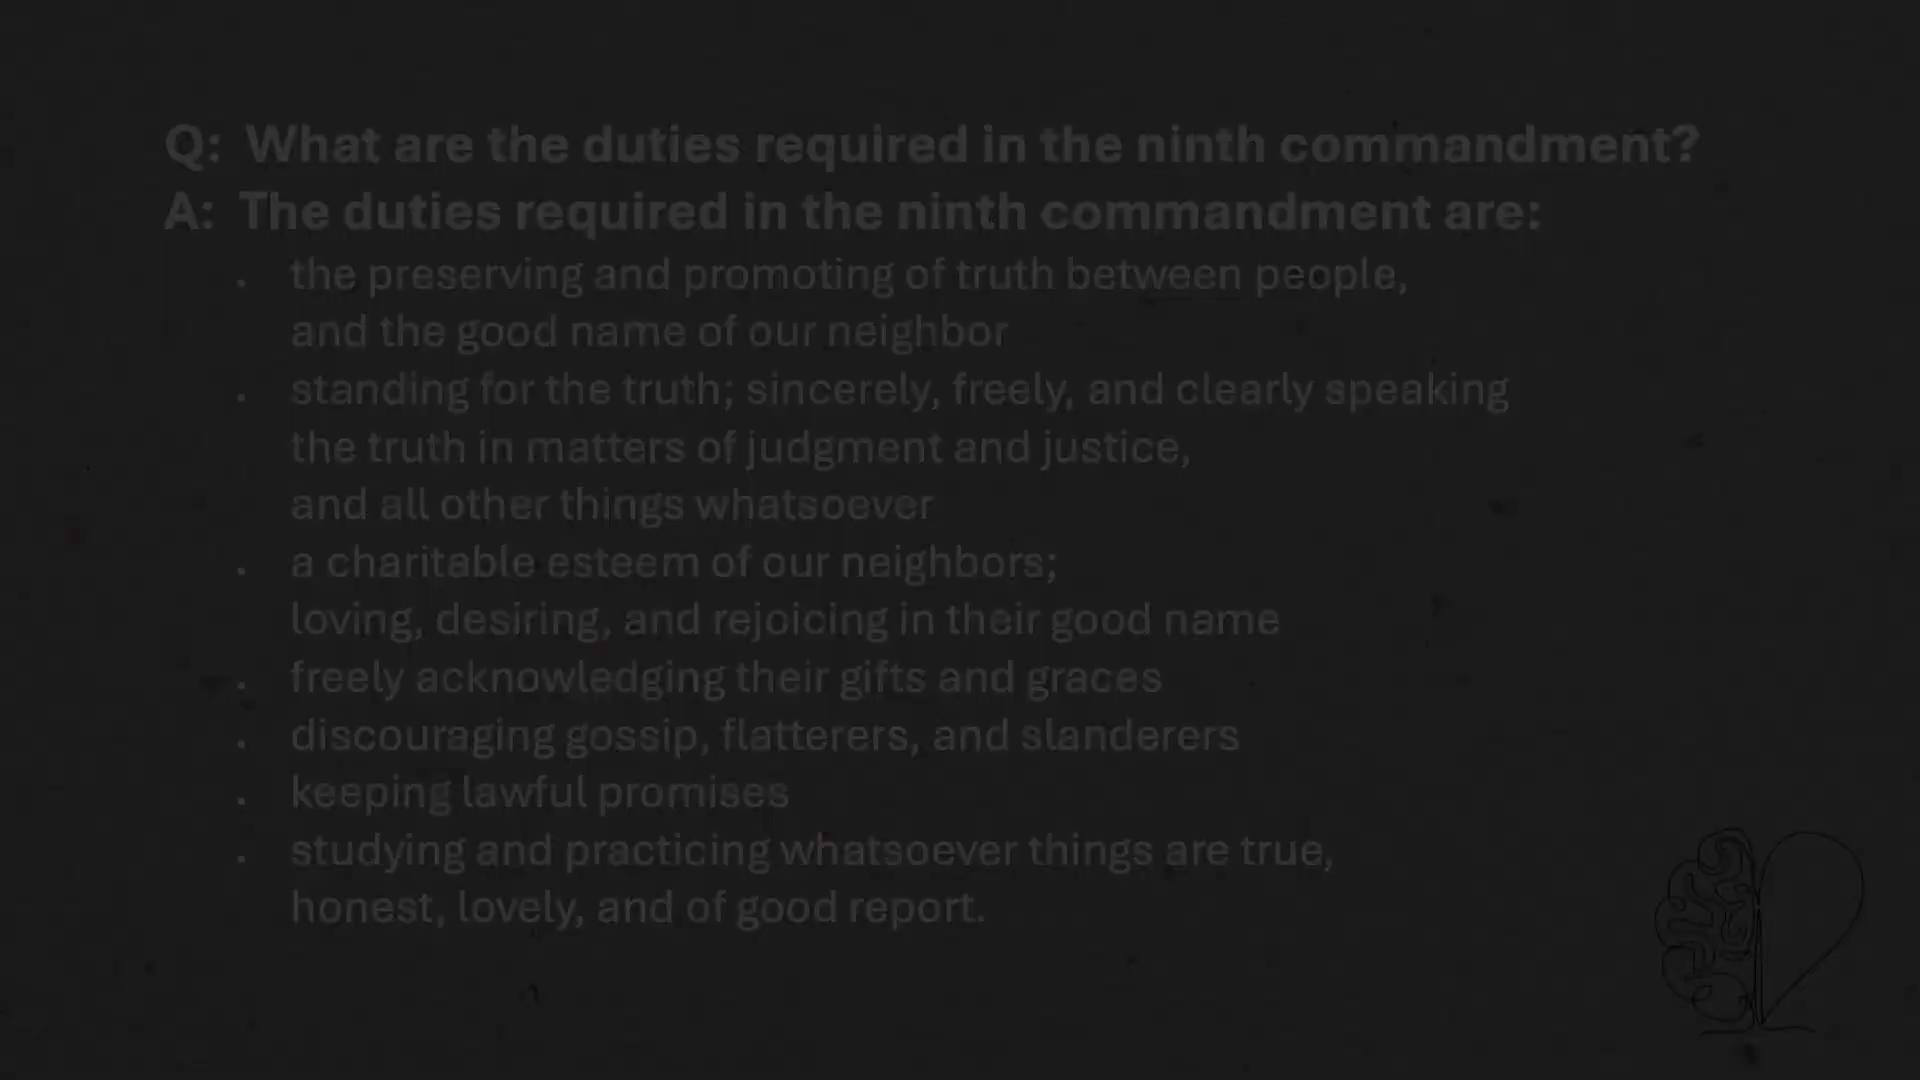 Q: What are the duties required in the ninth commandment?
A: The duties required in the ninth commandment are:
• the preserving and promoting of truth between people,
and the good name of our neighbor
• standing for the truth; sincerely, freely, and clearly speaking
the truth in matters of judgment and justice,
and all other things whatsoever
• a charitable esteem of our neighbors;
loving, desiring, and rejoicing in their good name
• freely acknowledging their gifts and graces
• discouraging gossip, flatterers, and slanderers
• keeping lawful promises
• studying and practicing whatsoever things are true,
honest, lovely, and of good report.